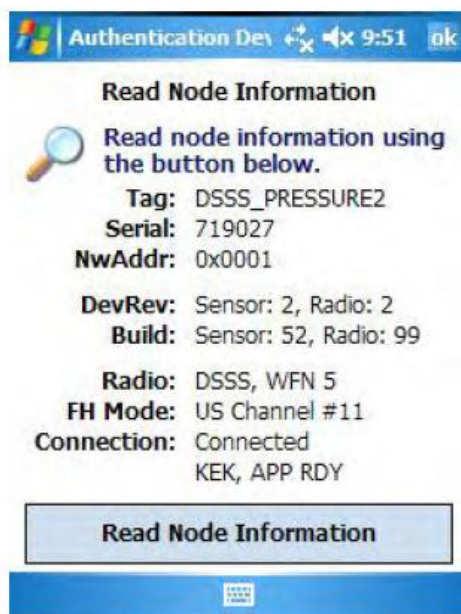 Authentica tion Dev 9:51 ok
Read Node Information
Read node information using
the button below.
Tag: DSSS_PRESSURE2
Serial: 719027
NwAddr: 0x0001
DevRev: Sensor: 2, Radio: 2
Build: Sensor: 52, Radio: 99
Radio: DSSS, WFN 5
FH Mode: US Channel #11
Connection: Connected
KEK, APP RDY
Read Node Information